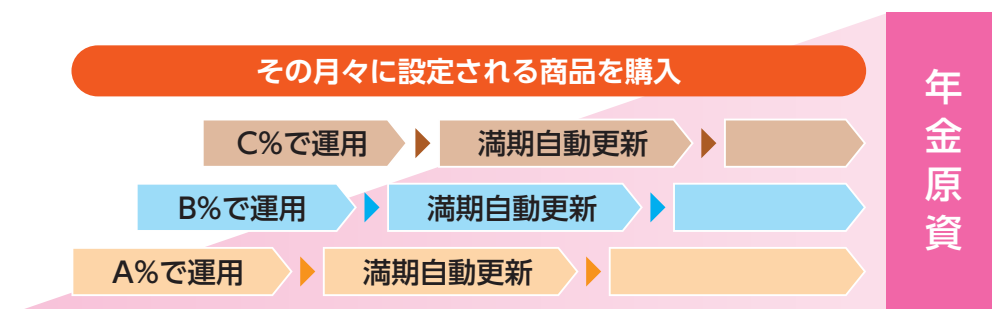 その月々に設定される商品を購入
C%で運用
満期自動更新
B%で運用
満期自動更新
A%で運用
満期自動更新
年金原資